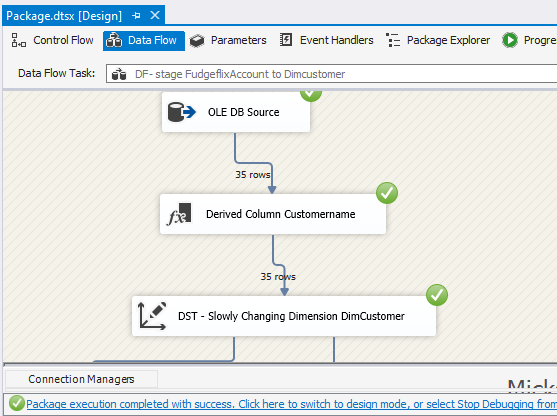 Package.dtsx [Design]
Control Flow
Data Flow
Parameters
Event Handlers
Package Explorer
Progre
Data Flow Task:
DF- stage FudgeflixAccount to Dimcustomer
OLE DB Source
35 rows
Derived Column Customername
35 rows
DST - Slowly Changing Dimension DimCustomer
Connection Managers
Package execution completed with success. Click here to switch to design mode, or select Stop Debugging from